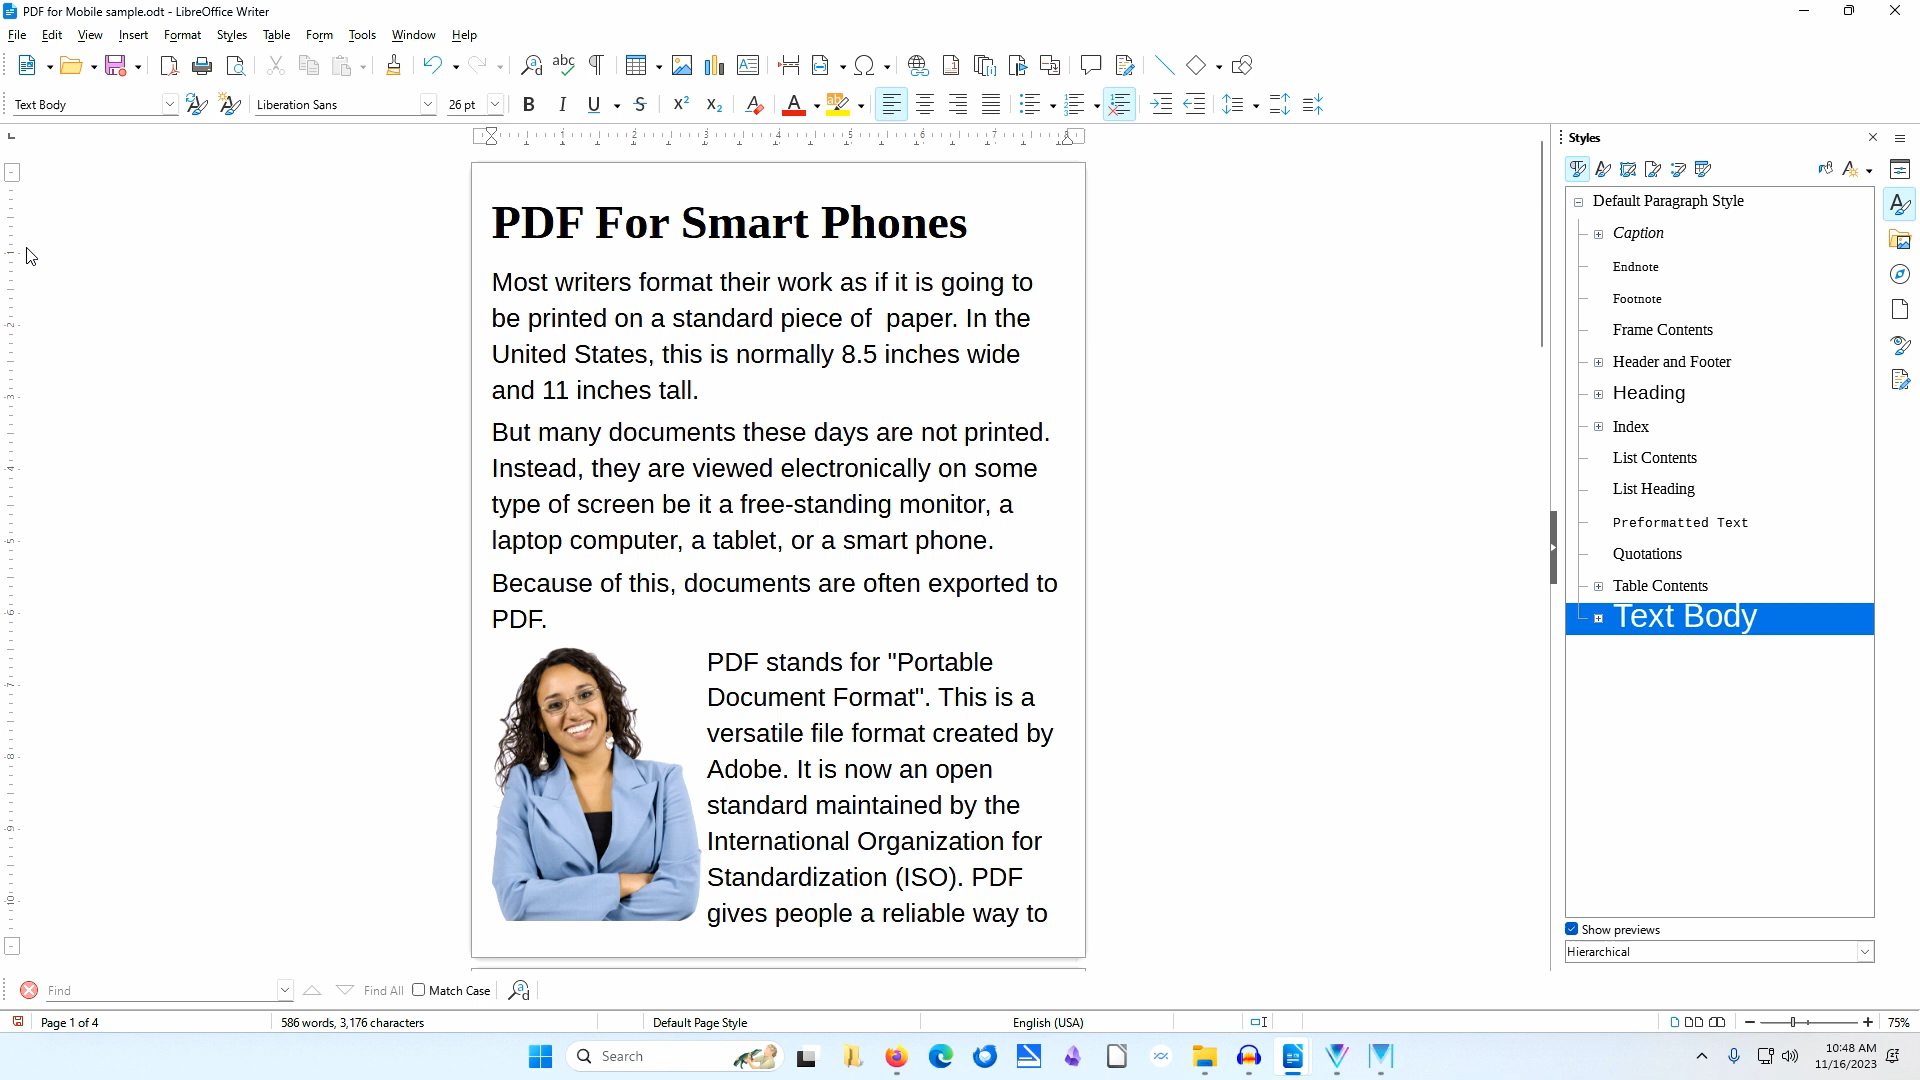 PDF for Mobile sample.odt - LibreOffice Writer
File Edit View Insert Format Styles Table Form Tools Window Help
Text Body Liberation Sans 26 pt
Styles
Default Paragraph Style
Caption
Endnote
Footnote
Frame Contents
Header and Footer
Heading
Index
List Contents
List Heading
Preformatted Text
Quotations
Table Contents
Text Body
Show previews
Hierarchical
PDF For Smart Phones
Most writers format their work as if it is going to
be printed on a standard piece of  paper. In the
United States, this is normally 8.5 inches wide
and 11 inches tall.
But many documents these days are not printed.
Instead, they are viewed electronically on some
type of screen be it a free-standing monitor, a
laptop computer, a tablet, or a smart phone.
Because of this, documents are often exported to
PDF.
PDF stands for "Portable
Document Format". This is a
versatile file format created by
Adobe. It is now an open
standard maintained by the
International Organization for
Standardization (ISO). PDF
gives people a reliable way to
Find Find All Match Case
Page 1 of 4 586 words, 3,176 characters Default Page Style English (USA) 75%
Search
10:48 AM
11/16/2023